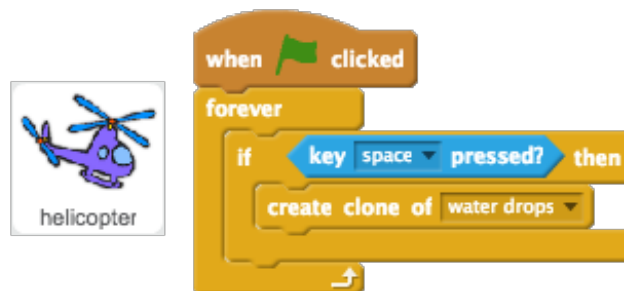 when clicked
forever
if key space pressed? then
create clone of water drops
helicopter